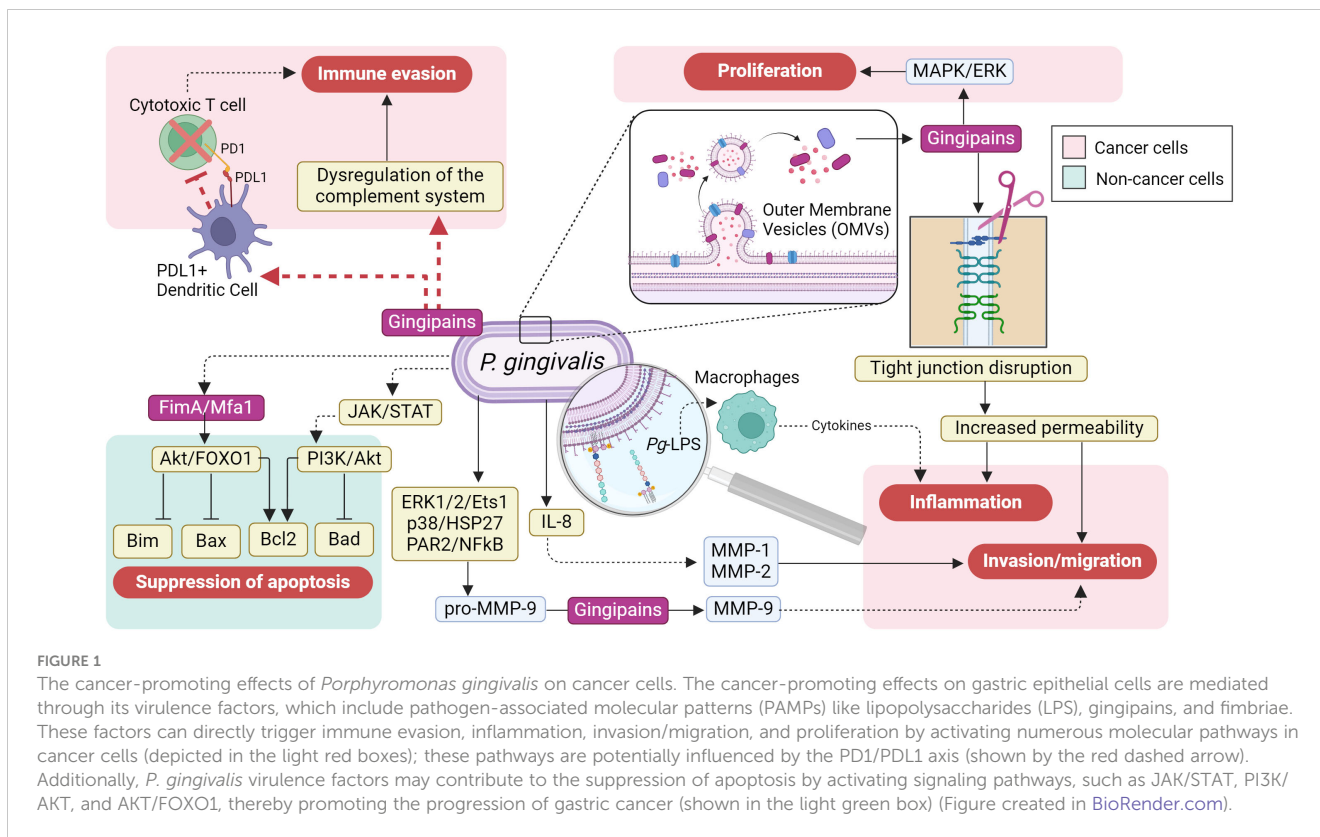 Immune evasion
Cytotoxic T cell
PD1
PDL1
Dysregulation of the
complement system
PDL1+
Dendritic Cell
Gingipains
Proliferation
MAPK/ERK
Gingipains
Cancer cells
Non-cancer cells
Outer Membrane
Vesicles (OMVs)
P. gingivalis
Tight junction disruption
Increased permeability
FimA/Mfa1
JAK/STAT
Macrophages
Pg-LPS
Cytokines
Akt/FOXO1
PI3K/Akt
Bim
Bax
Bcl2
Bad
Suppression of apoptosis
ERK1/2/Ets1
p38/HSP27
PAR2/NFkB
IL-8
Inflammation
MMP-1
MMP-2
Invasion/migration
pro-MMP-9
Gingipains
MMP-9
FIGURE 1
The cancer-promoting effects of Porphyromonas gingivalis on cancer cells. The cancer-promoting effects on gastric epithelial cells are mediated
through its virulence factors, which include pathogen-associated molecular patterns (PAMPs) like lipopolysaccharides (LPS), gingipains, and fimbriae.
These factors can directly trigger immune evasion, inflammation, invasion/migration, and proliferation by activating numerous molecular pathways in
cancer cells (depicted in the light red boxes); these pathways are potentially influenced by the PD1/PDL1 axis (shown by the red dashed arrow).
Additionally, P. gingivalis virulence factors may contribute to the suppression of apoptosis by activating signaling pathways, such as JAK/STAT, PI3K/
AKT, and AKT/FOXO1, thereby promoting the progression of gastric cancer (shown in the light green box) (Figure created in BioRender.com).